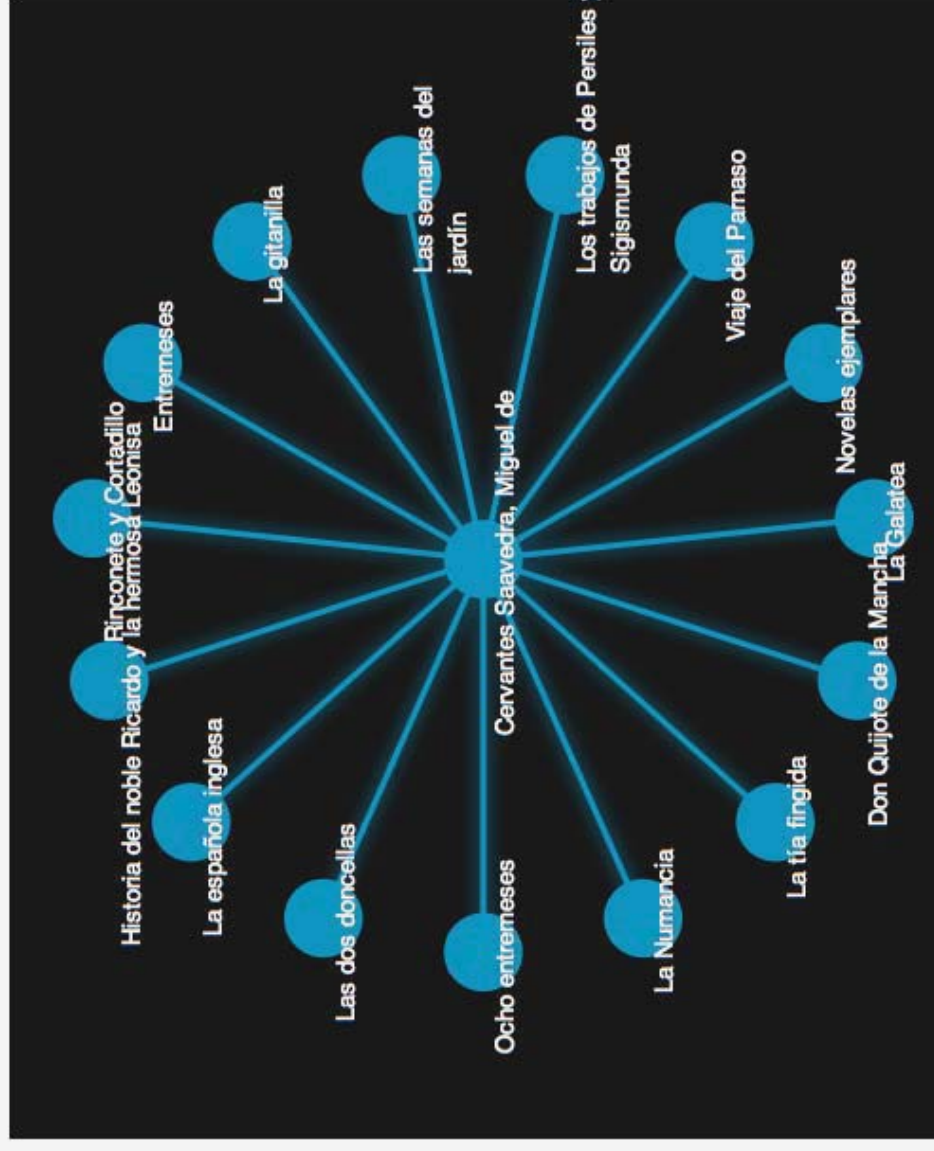 Rinconete y Cortadillo
Historia del noble Ricardo y la hermosa Leonisa
Entremeses
La española inglesa
La gitanilla
Las dos doncellas
Las semanas del
jardín
Ocho entremeses
Cervantes Saavedra, Miguel de
Los trabajos de Persiles
Sigismunda
La Numancia
Viaje del Parnaso
La tía fingida
Novelas ejemplares
Don Quijote de la Mancha
La Galatea